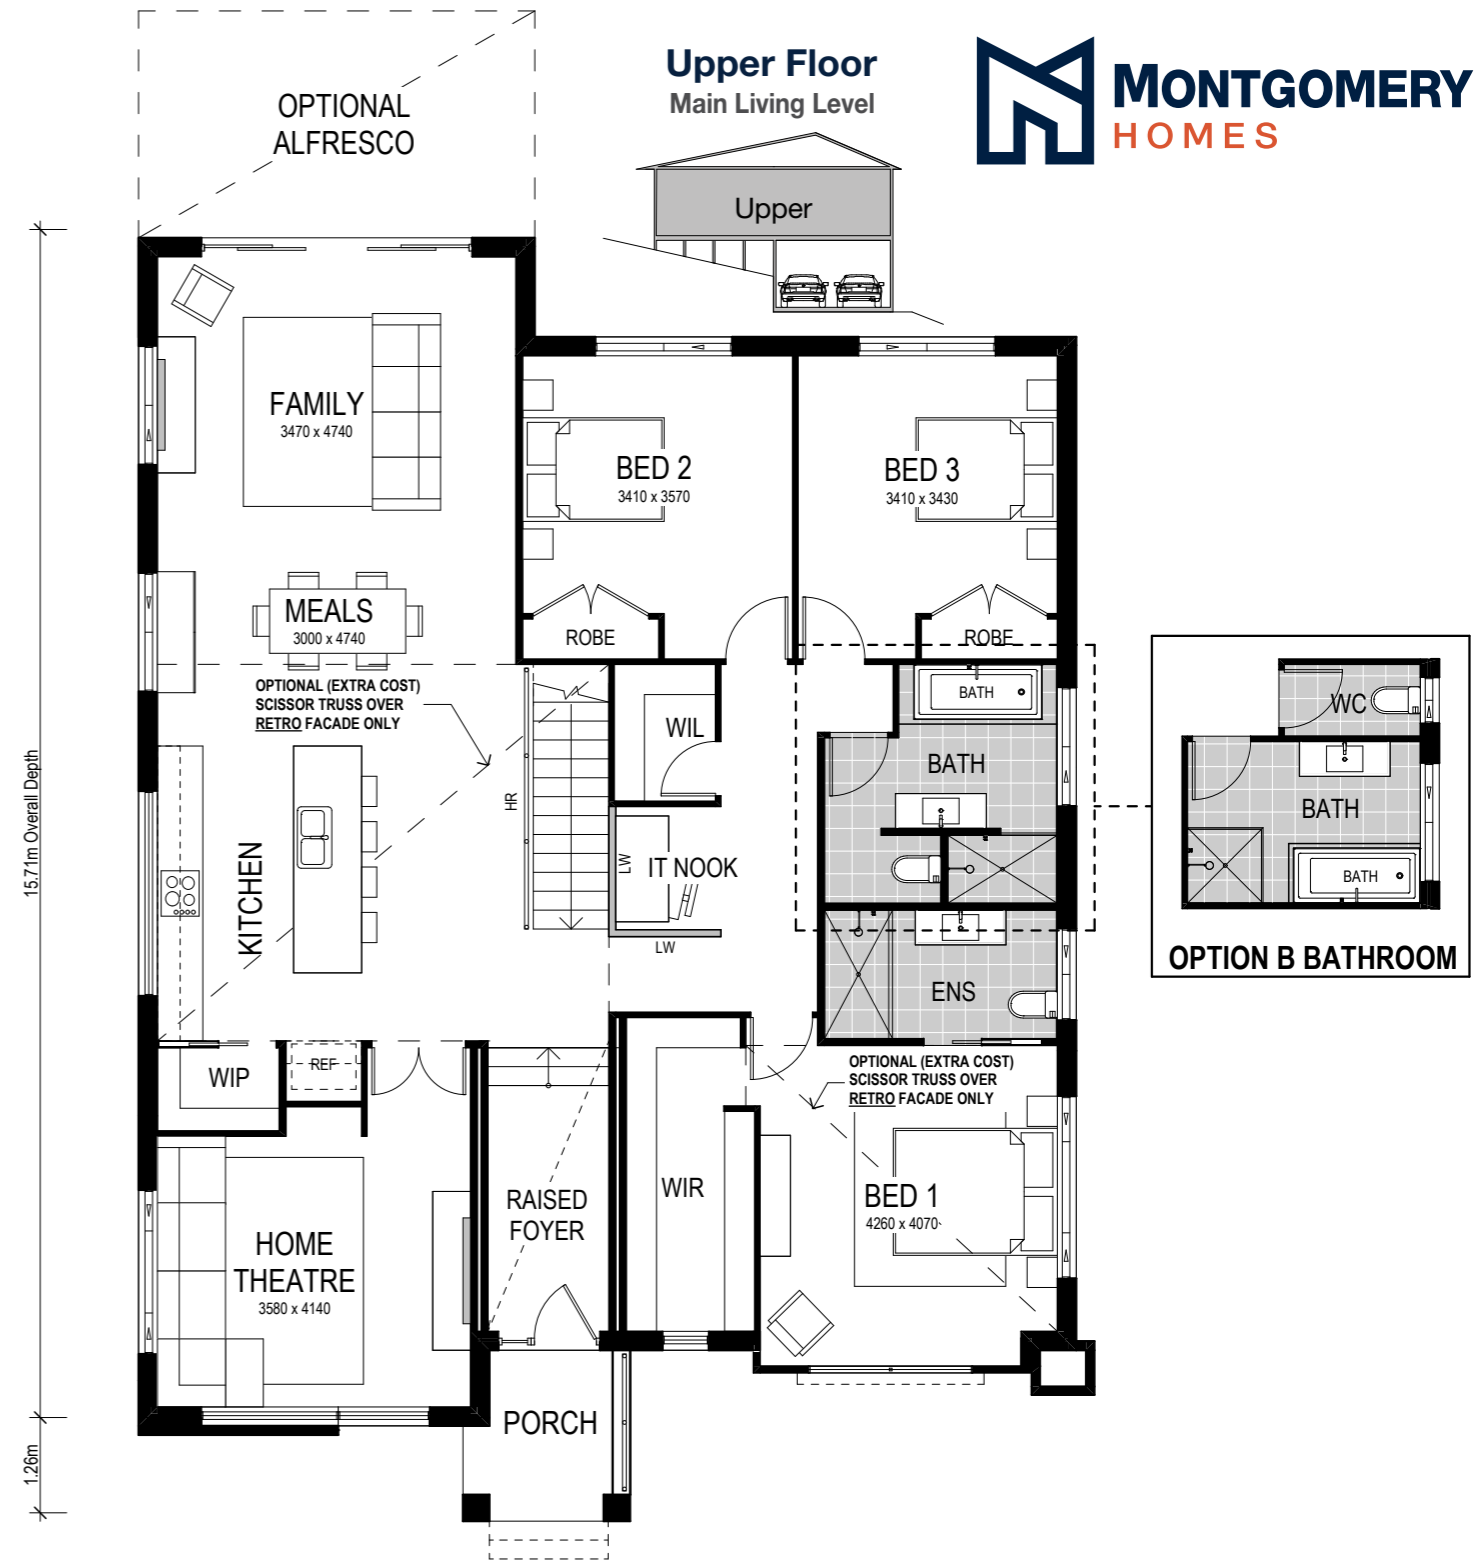 Upper Floor
Main Living Level
MONTGOMERY
HOMES
Upper
OPTIONAL
ALFRESCO
FAMILY
3470 x 4740
BED 2
3410 x 3570
BED 3
3410 x 3430
MEALS
3000 x 4740
ROBE
ROBE
OPTIONAL (EXTRA COST)
SCISSOR TRUSS OVER
RETRO FACADE ONLY
WIL
BATH
BATH
HR
IT NOOK
LW
LW
KITCHEN
ENS
WC
BATH
BATH
OPTION B BATHROOM
15.71m Overall Depth
WIP
REF
OPTIONAL (EXTRA COST)
SCISSOR TRUSS OVER
RETRO FACADE ONLY
RAISED
FOYER
WIR
BED 1
4260 x 4070
HOME
THEATRE
3580 x 4140
PORCH
1.26m